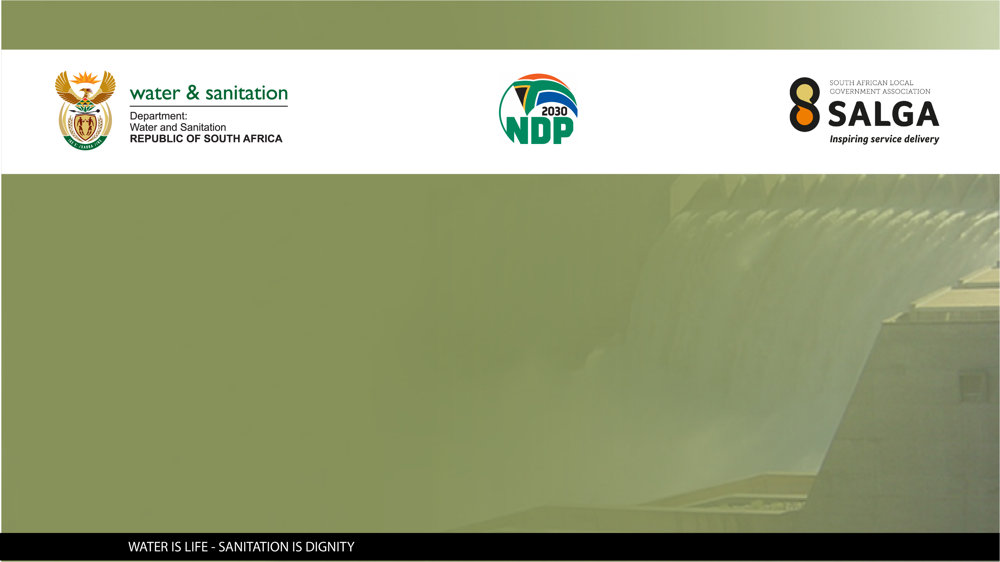 water & sanitation
Department:
Water and Sanitation
REPUBLIC OF SOUTH AFRICA
!KE E: /XARRA //KE
2030
NDP
SOUTH AFRICAN LOCAL
GOVERNMENT ASSOCIATION
SALGA
Inspiring service delivery
WATER IS LIFE - SANITATION IS DIGNITY